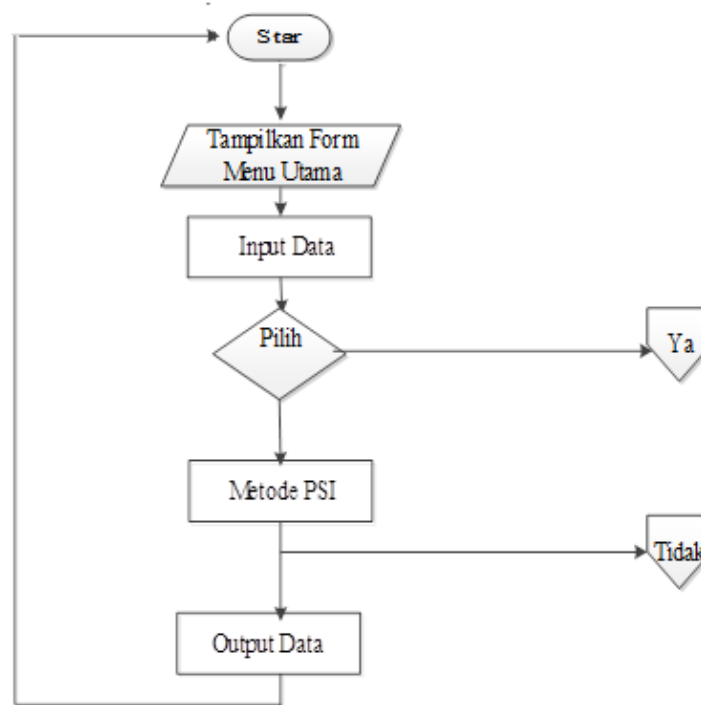 Star
Tampilkan Form
Menu Utama
Input Data
Pilih
Ya
Metode PSI
Tidak
Output Data